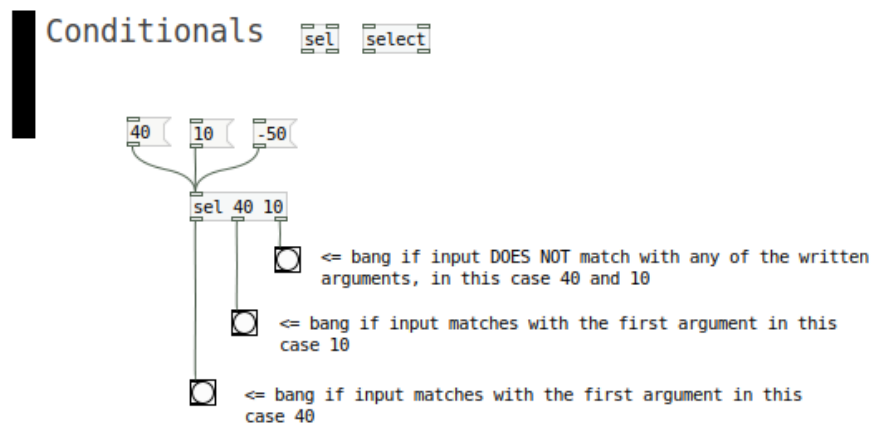 Conditionals
sel
select
40
10
-50
sel 40 10
<= bang if input DOES NOT match with any of the written
arguments, in this case 40 and 10
<= bang if input matches with the first argument in this
case 10
<= bang if input matches with the first argument in this
case 40